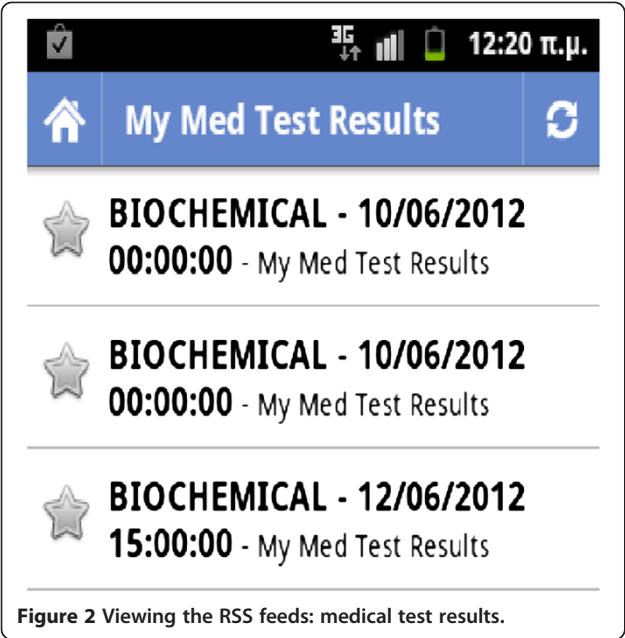 3G 12:20 π.μ.
My Med Test Results
BIOCHEMICAL - 10/06/2012
00:00:00 - My Med Test Results
BIOCHEMICAL - 10/06/2012
00:00:00 - My Med Test Results
BIOCHEMICAL - 12/06/2012
15:00:00 - My Med Test Results
Figure 2 Viewing the RSS feeds: medical test results.